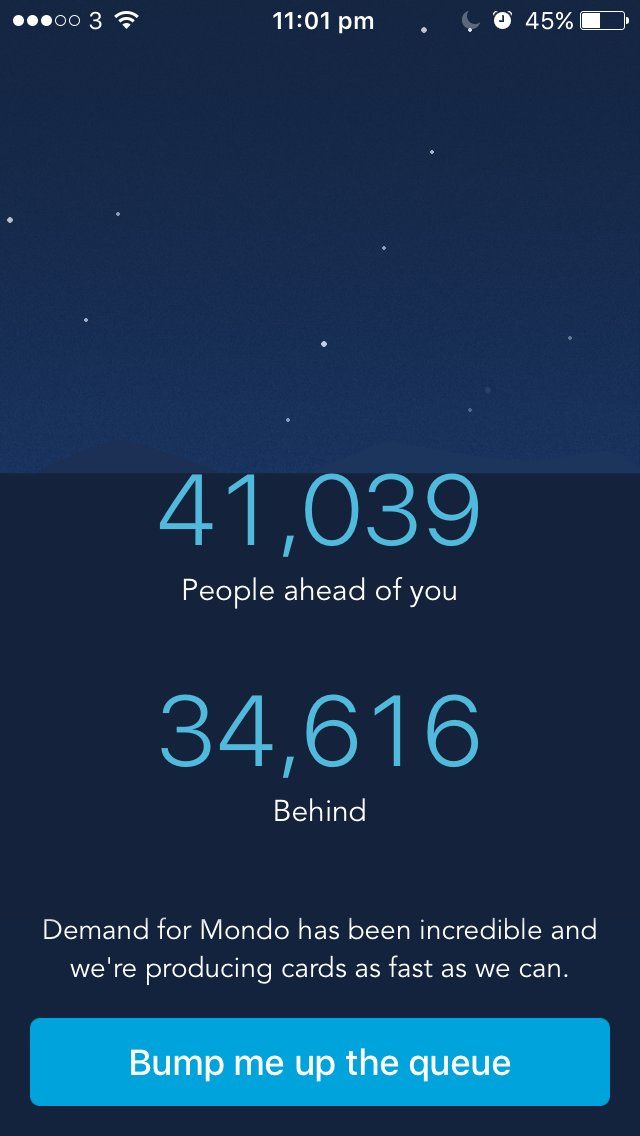 3 11:01 pm 45%
41,039
People ahead of you
34,616
Behind
Demand for Mondo has been incredible and
we're producing cards as fast as we can.
Bump me up the queue